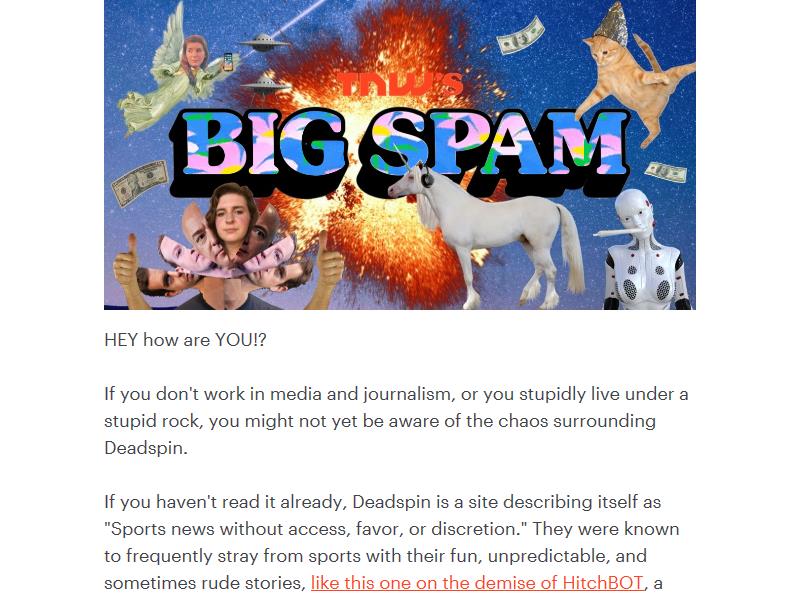 TNW's
BIG SPAM
HEY how are YOU!?
If you don't work in media and journalism, or you stupidly live under a
stupid rock, you might not yet be aware of the chaos surrounding
Deadspin.
If you haven't read it already, Deadspin is a site describing itself as
"Sports news without access, favor, or discretion." They were known
to frequently stray from sports with their fun, unpredictable, and
sometimes rude stories, like this one on the demise of HitchBOT, a